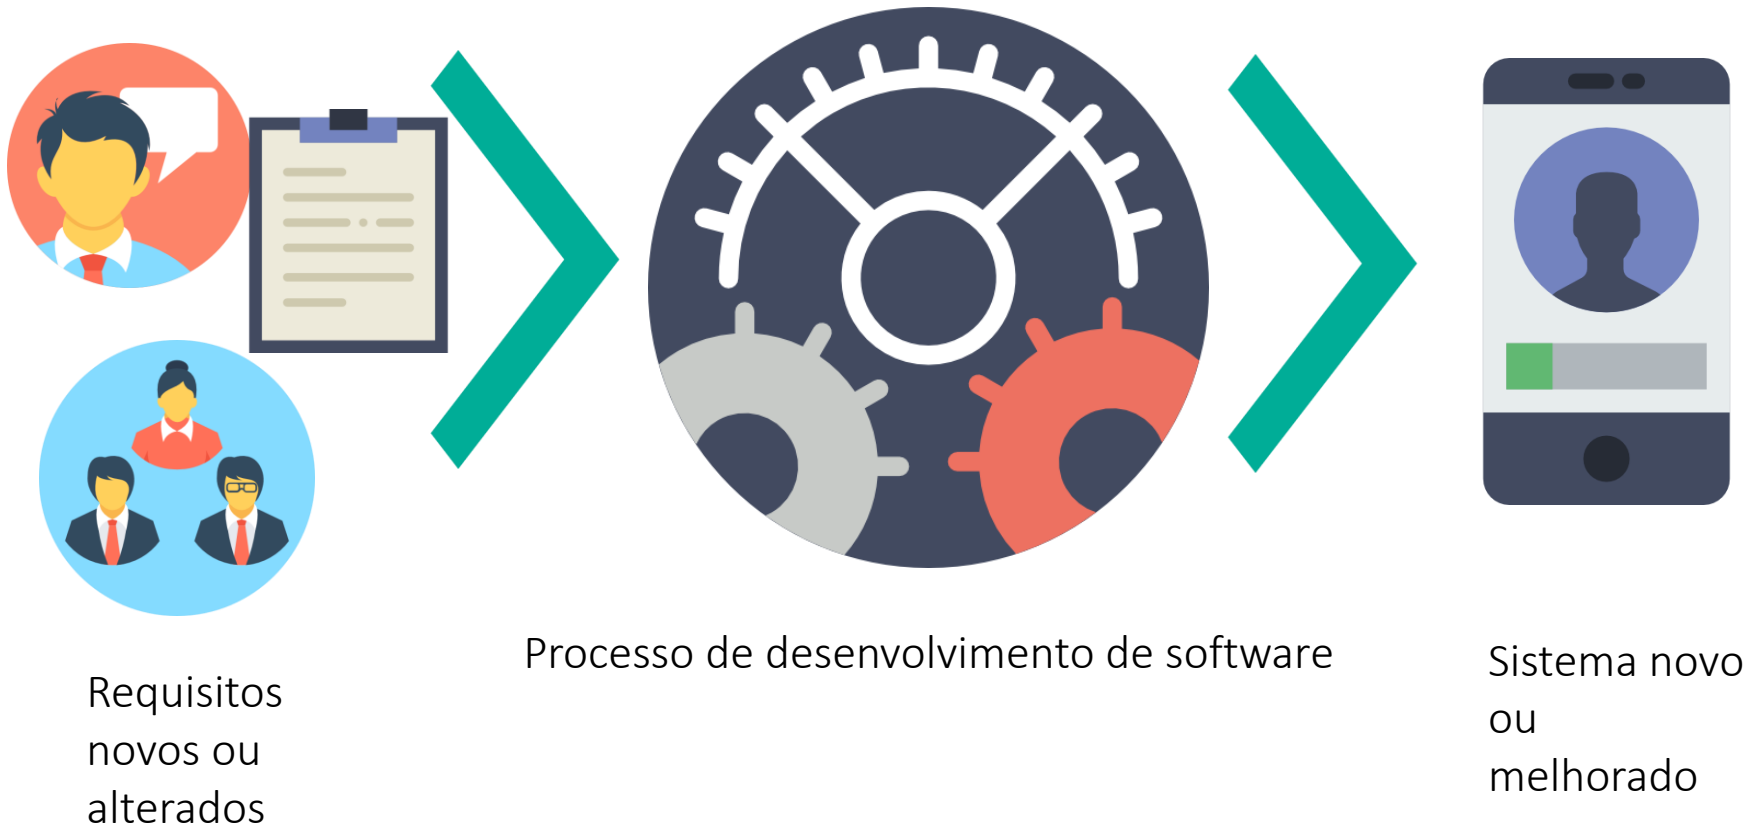 Requisitos
novos ou
alterados
Processo de desenvolvimento de software
Sistema novo
ou
melhorado